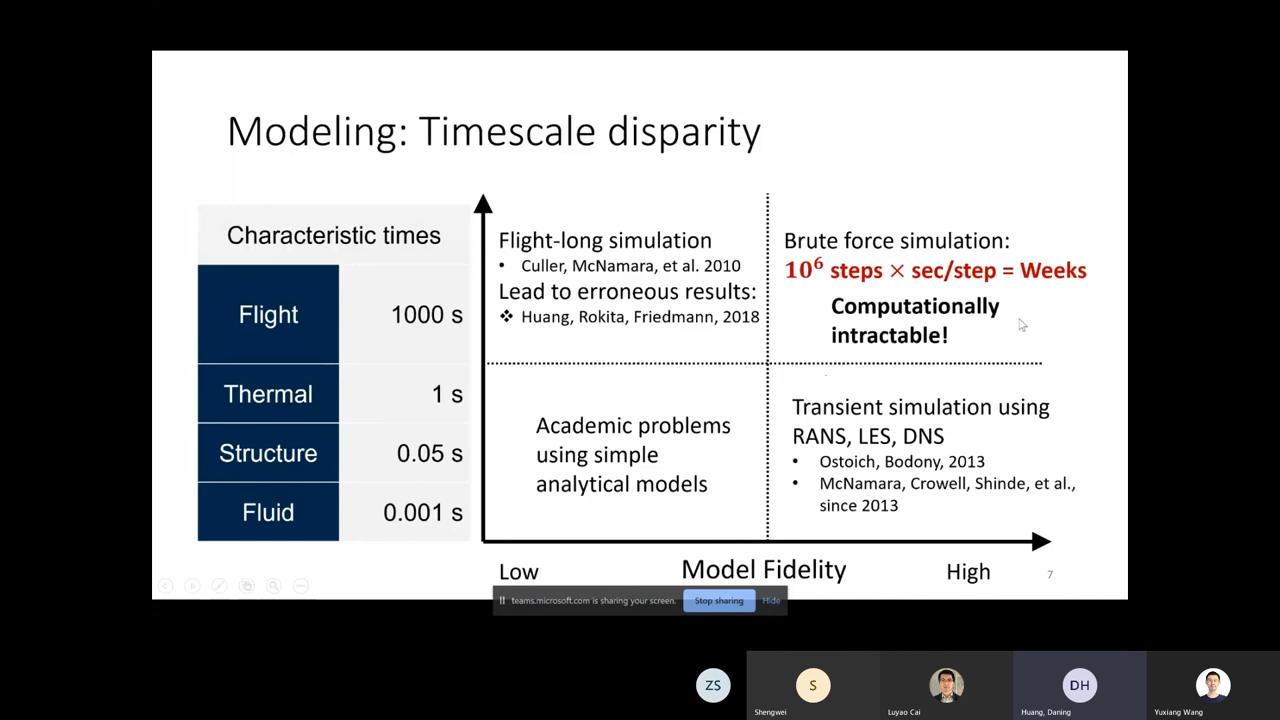 Modeling: Timescale disparity
Characteristic times
Flight 1000 s
Thermal 1 s
Structure 0.05 s
Fluid 0.001 s
Flight-long simulation
• Culler, McNamara, et al. 2010
Lead to erroneous results:
❖ Huang, Rokita, Friedmann, 2018
Brute force simulation:
10⁶ steps × sec/step = Weeks
Computationally
intractable!
Academic problems
using simple
analytical models
Transient simulation using
RANS, LES, DNS
• Ostoich, Bodony, 2013
• McNamara, Crowell, Shinde, et al.,
since 2013
Low Model Fidelity High
7
teams.microsoft.com is sharing your screen. Stop sharing Hide
ZS
S
DH
Shengwei
Luyao Cai
Huang, Daning
Yuxiang Wang